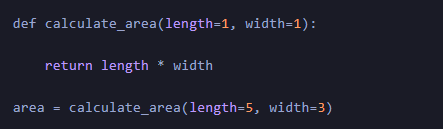 def calculate_area(length=1, width=1):
    return length * width
area = calculate_area(length=5, width=3)